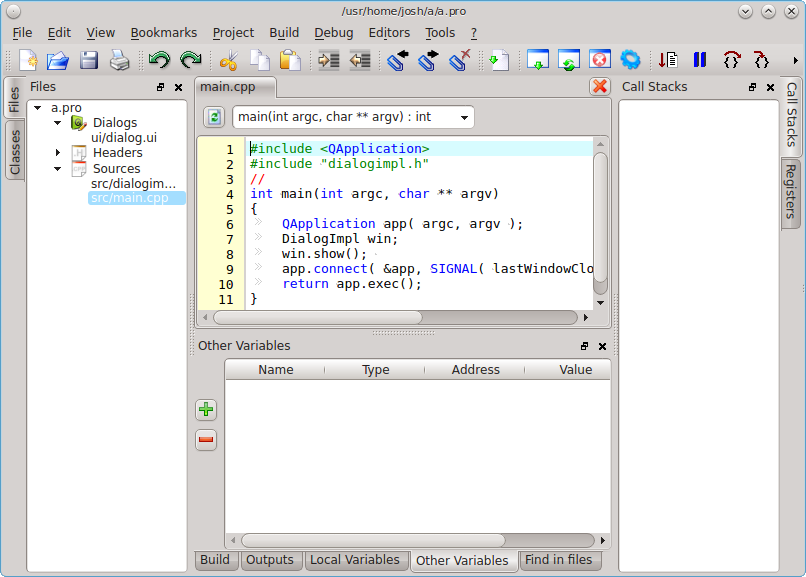 /usr/home/josh/a/a.pro
File Edit View Bookmarks Project Build Debug Editors Tools ?
Files
Files
Classes
a.pro
Dialogs
ui/dialog.ui
Headers
Sources
src/dialogim...
src/main.cpp
main.cpp
main(int argc, char ** argv) : int
1 #include <QApplication>
2 #include "dialogimpl.h"
3 //
4 int main(int argc, char ** argv)
5 {
6 QApplication app( argc, argv );
7 DialogImpl win;
8 win.show();
9 app.connect( &app, SIGNAL( lastWindowClo
10 return app.exec();
11 }
Other Variables
Name Type Address Value
Build Outputs Local Variables Other Variables Find in files
Call Stacks
Call Stacks
Registers